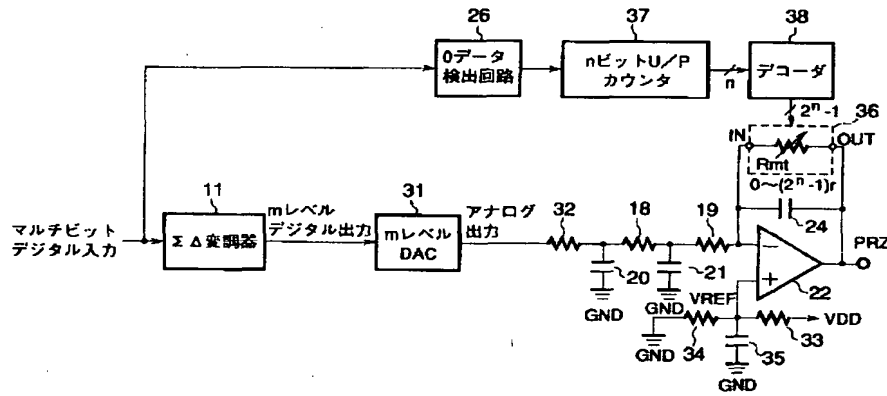 26
37
38
0データ
検出回路
nビットU/P
カウンタ
n
デコーダ
2ⁿ-1
36
IN
OUT
Rmt
0〜(2ⁿ-1)r
11
mレベル
デジタル出力
31
アナログ
出力
32
18
19
24
マルチビット
デジタル入力
ΣΔ変調器
mレベル
DAC
PRZ
−
+
20
21
22
GND
GND
VREF
VDD
GND
34
35
33
GND